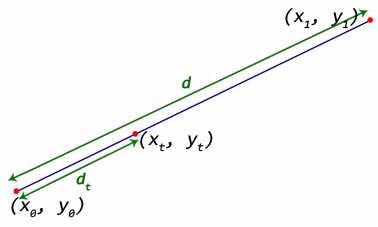 (x₁, y₁)
d
(xₜ, yₜ)
dₜ
(x₀, y₀)